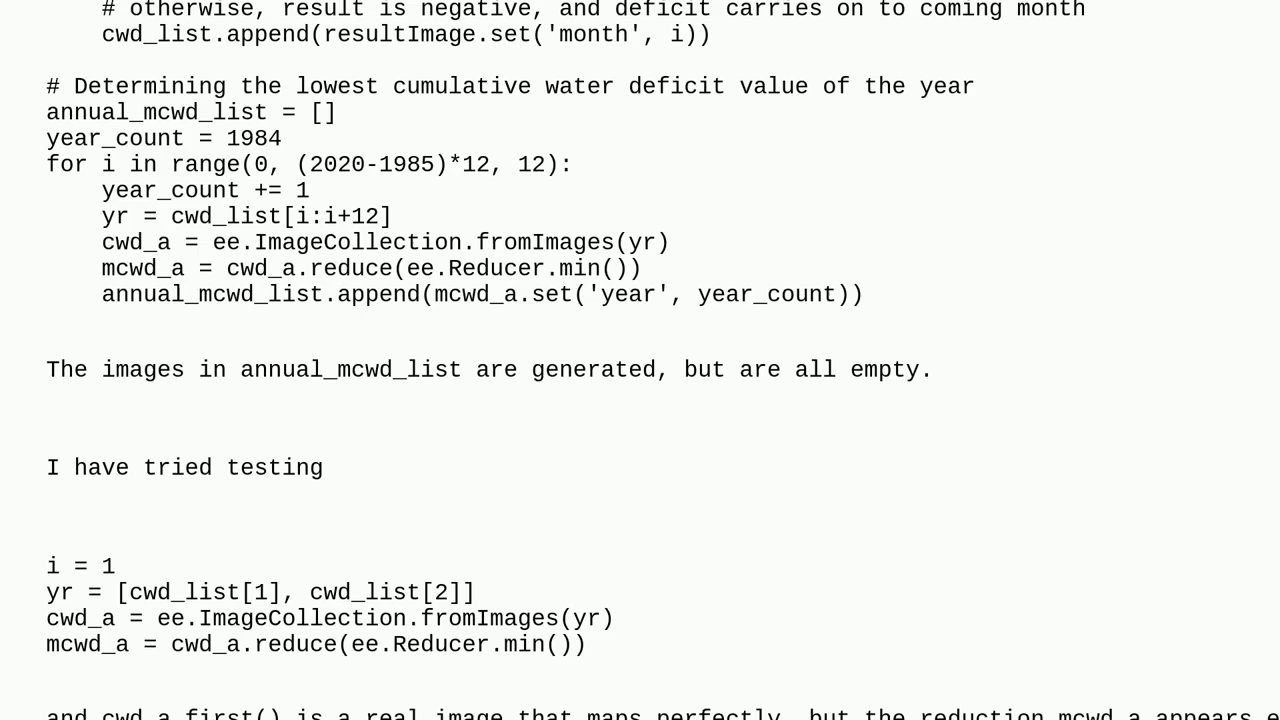 # otherwise, result is negative, and deficit carries on to coming month
cwd_list.append(resultImage.set('month', i))
# Determining the lowest cumulative water deficit value of the year
annual_mcwd_list = []
year_count = 1984
for i in range(0, (2020-1985)*12, 12):
year_count += 1
yr = cwd_list[i:i+12]
cwd_a = ee.ImageCollection.fromImages(yr)
mcwd_a = cwd_a.reduce(ee.Reducer.min())
annual_mcwd_list.append(mcwd_a.set('year', year_count))
The images in annual_mcwd_list are generated, but are all empty.
I have tried testing
i = 1
yr = [cwd_list[1], cwd_list[2]]
cwd_a = ee.ImageCollection.fromImages(yr)
mcwd_a = cwd_a.reduce(ee.Reducer.min())
and cwd_a.first() is a real image that maps perfectly, but the reduction mcwd_a appears